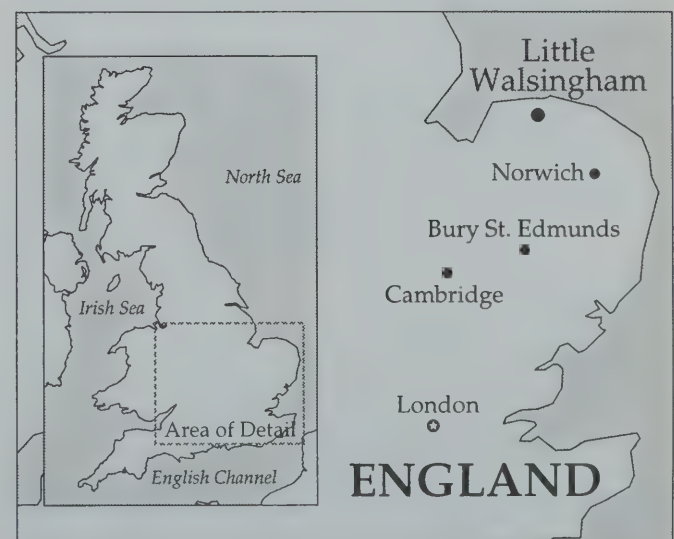 North Sea
Irish Sea
Area of Detail
English Channel
Little
Walsingham
Norwich
Bury St. Edmunds
Cambridge
London
ENGLAND